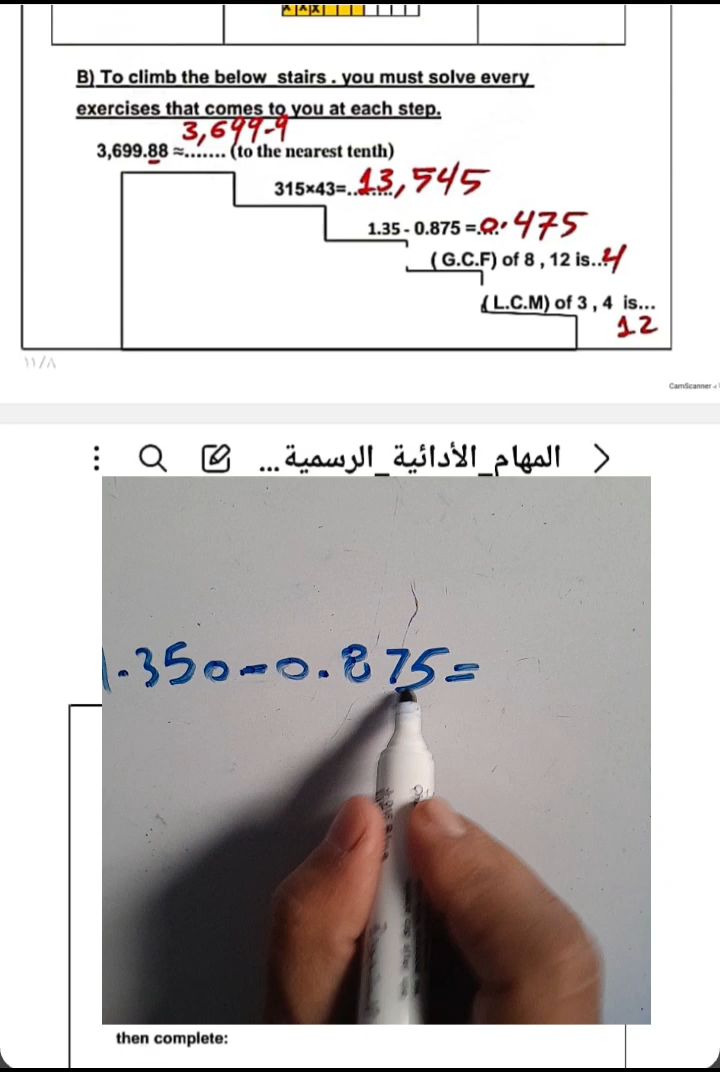 B) To climb the below stairs . you must solve every
exercises that comes to you at each step.
3,699-9
3,699.88 ≈....... (to the nearest tenth)
315×43=..13,545
1.35 - 0.875 =0.475
( G.C.F) of 8 , 12 is...4
(L.C.M) of 3 , 4 is...
12
١١/٨
CamScanner
المهام_الأدائية_الرسمية ...
1.350-0.875=
then complete: